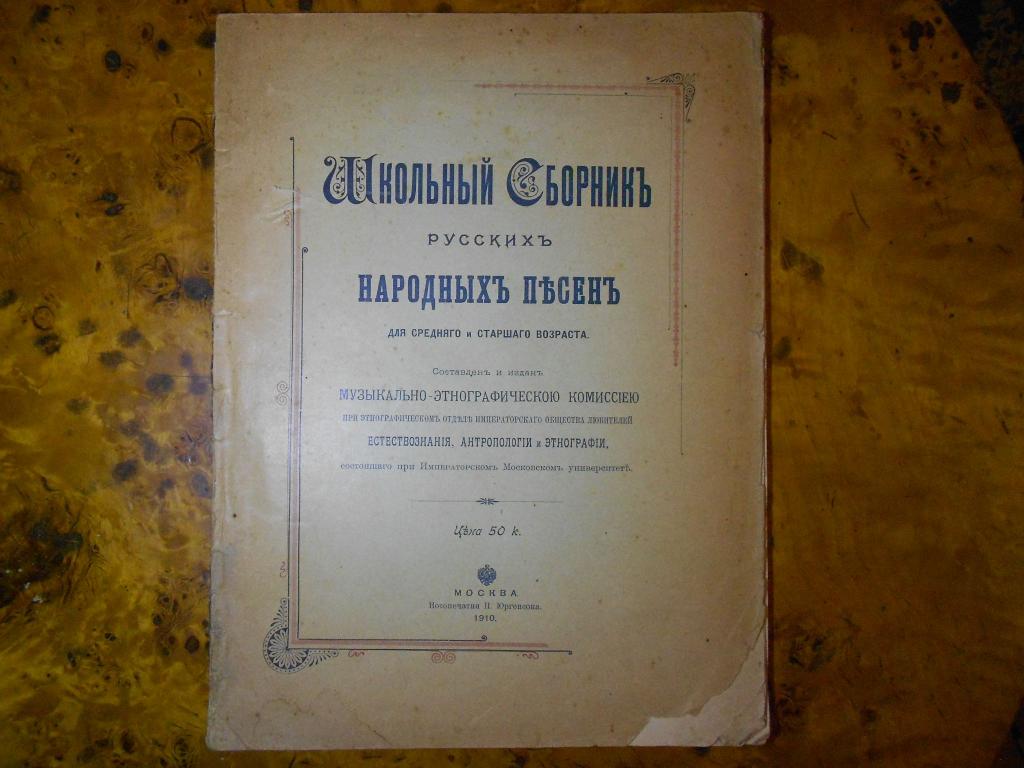 Школьный Сборникъ
РУССКИХЪ
НАРОДНЫХЪ ПѢСЕНЪ
ДЛЯ СРЕДНЯГО и СТАРШАГО ВОЗРАСТА.
Составленъ и изданъ
МУЗЫКАЛЬНО-ЭТНОГРАФИЧЕСКОЮ КОМИССІЕЮ
ПРИ ЭТНОГРАФИЧЕСКОМЪ ОТДѢЛѢ ИМПЕРАТОРСКАГО ОБЩЕСТВА ЛЮБИТЕЛЕЙ
ЕСТЕСТВОЗНАНІЯ, АНТРОПОЛОГІИ и ЭТНОГРАФІИ,
состоящаго при Императорскомъ Московскомъ университетѣ.
Цѣна 50 к.
МОСКВА
Нотопечатня П. Юргенсона.
1910.